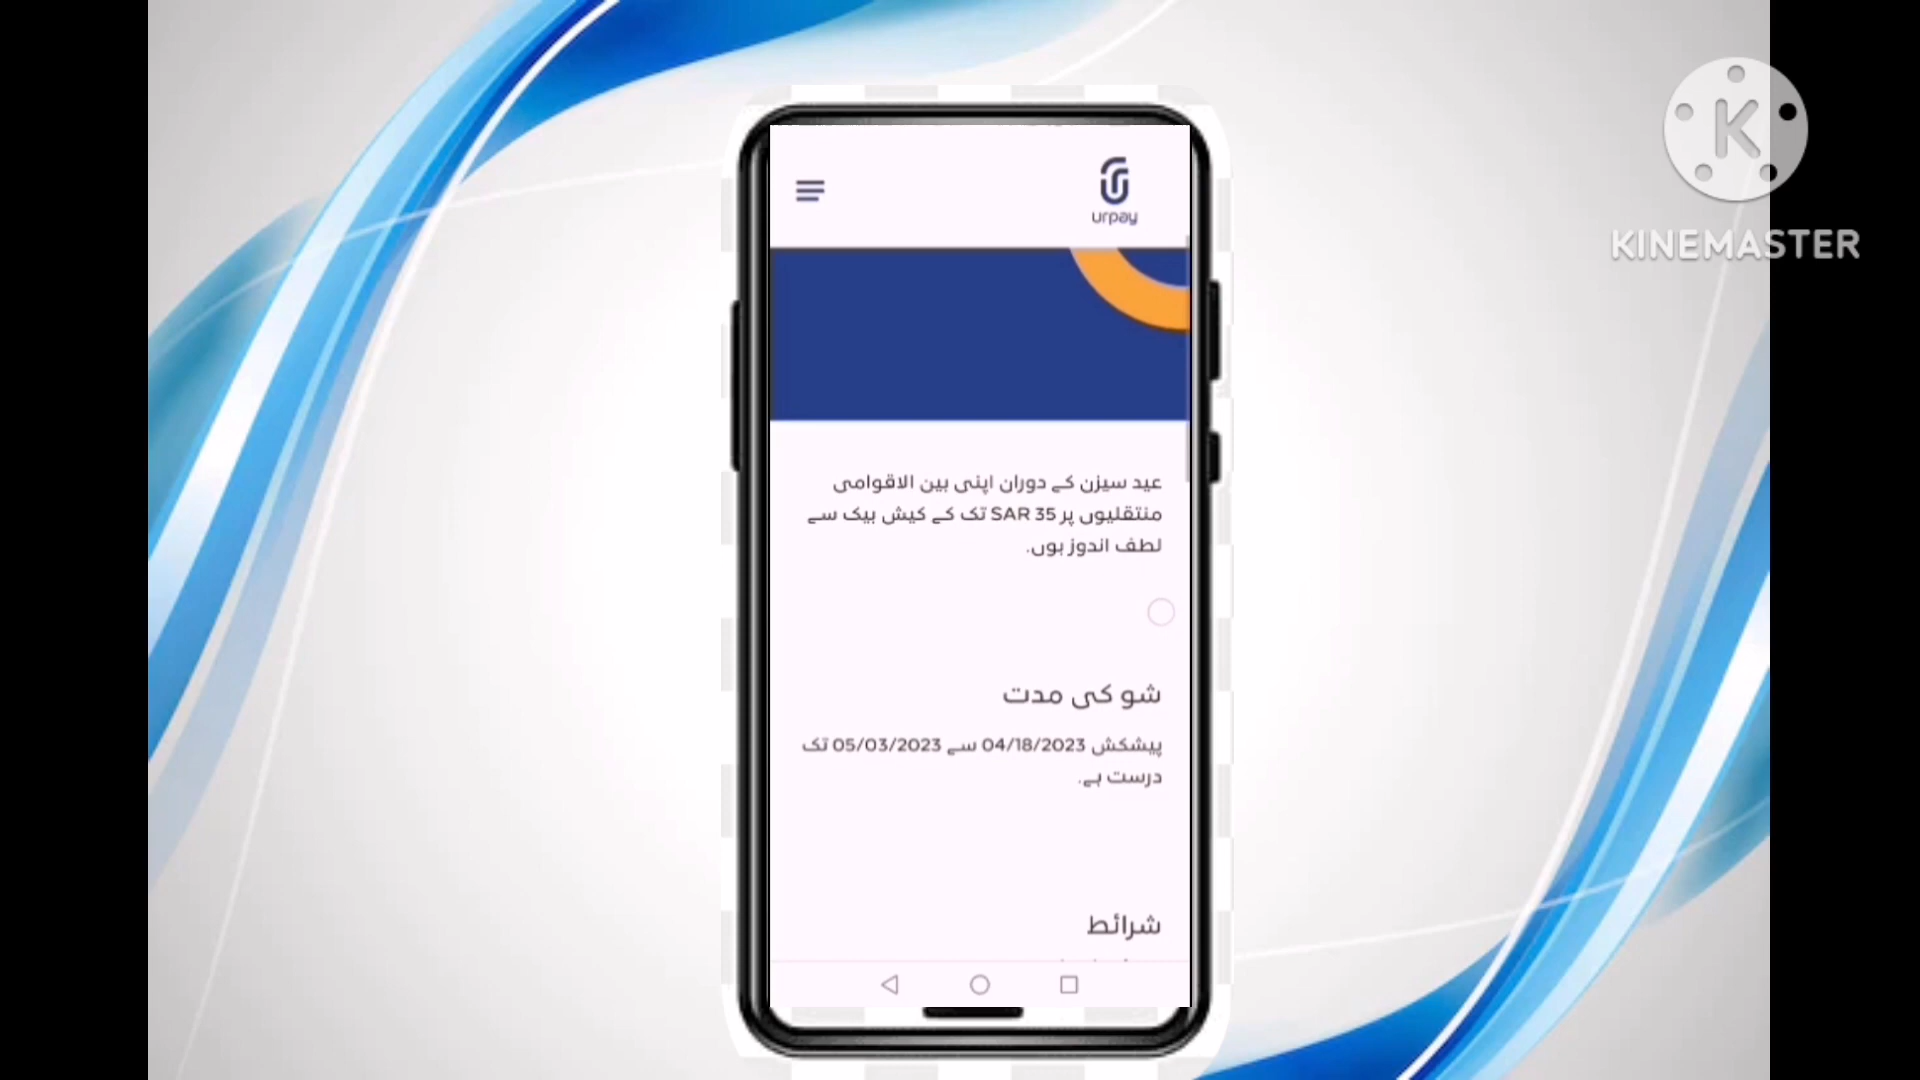 urpay
عید سیزن کے دوران اپنی بین الاقوامی
منتقلیوں پر SAR 35 تک کے کیش بیک سے
لطف اندوز ہوں.
شو کی مدت
پیشکش 04/18/2023 سے 05/03/2023 تک
درست ہے.
شرائط
K
KINEMASTER